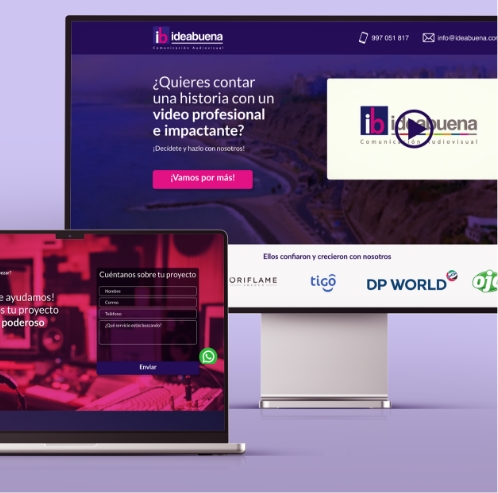 ib ideabuena
Comunicación Audiovisual
997 051 817
info@ideabuena.com
¿Quieres contar
una historia con un
video profesional
e impactante?
¡Decídete y hazlo con nosotros!
¡Vamos por más!
ib ideabuena
Comunicación Audiovisual
Ellos confiaron y crecieron con nosotros
ORIFLAME
tigo
DP WORLD
e ayudamos!
s tu proyecto
poderoso
Cuéntanos sobre tu proyecto
Nombre
Correo
Teléfono
¿Qué servicio estás buscando?
Enviar